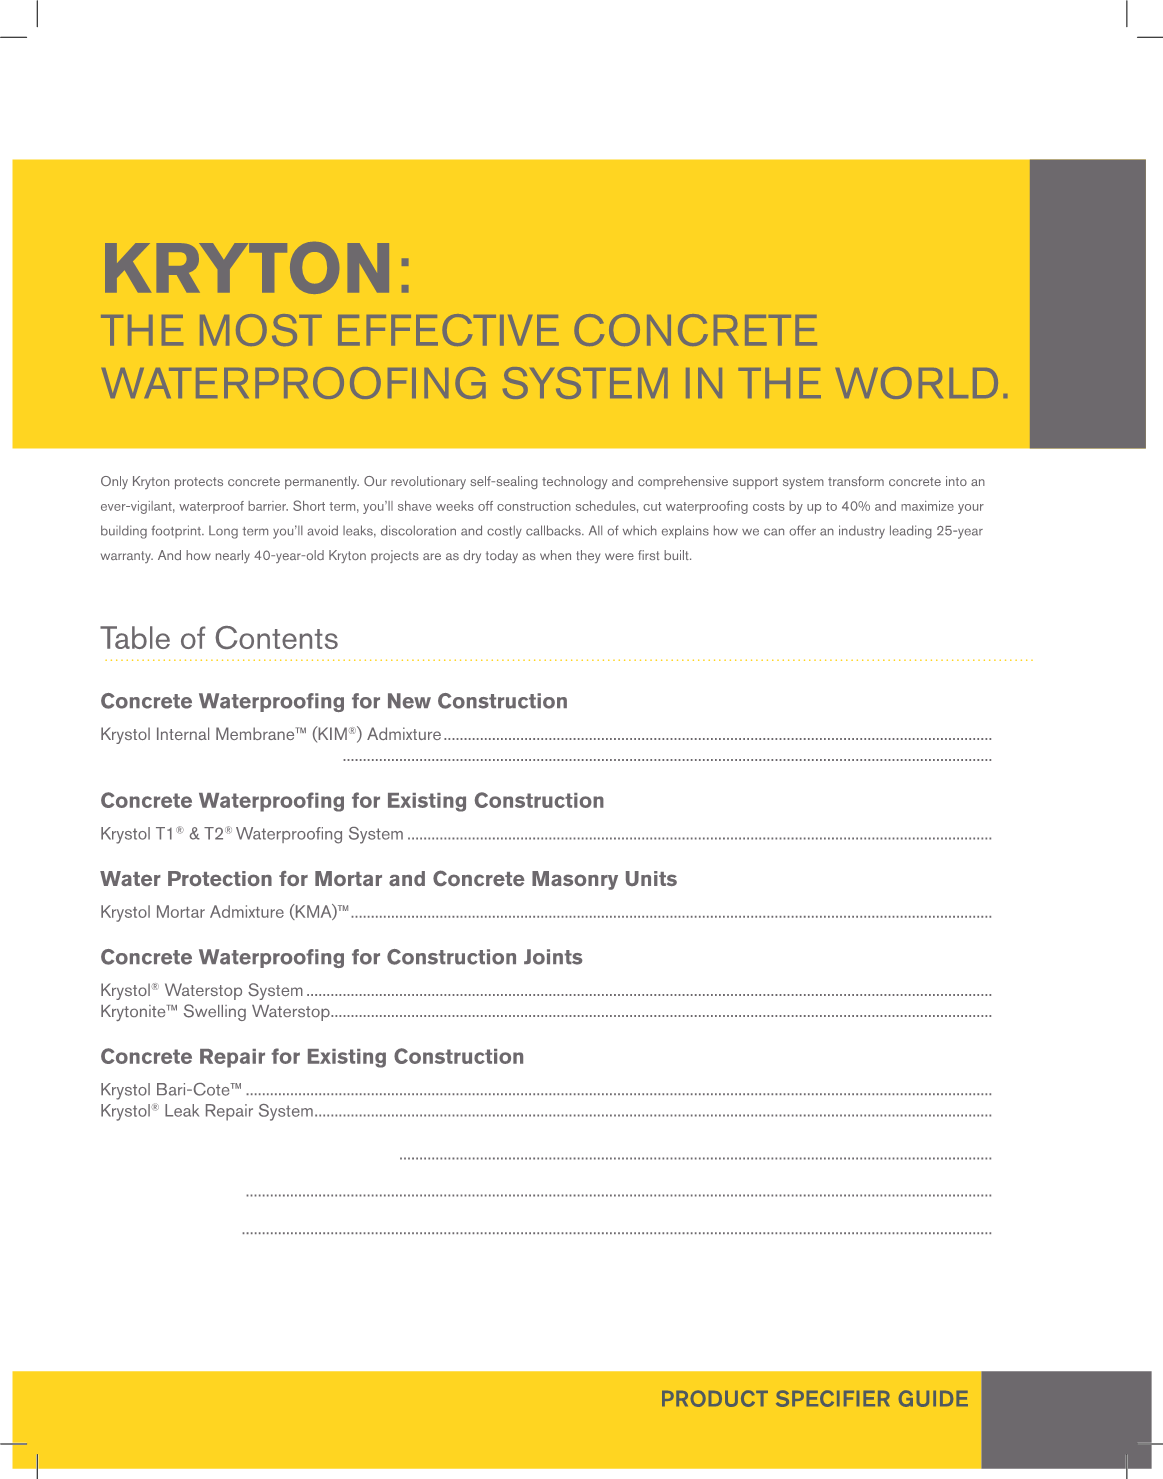 KRYTON:
THE MOST EFFECTIVE CONCRETE
WATERPROOFING SYSTEM IN THE WORLD.
Only Kryton protects concrete permanently. Our revolutionary self-sealing technology and comprehensive support system transform concrete into an
ever-vigilant, waterproof barrier. Short term, you'll shave weeks off construction schedules, cut waterproofing costs by up to 40% and maximize your
building footprint. Long term you'll avoid leaks, discoloration and costly callbacks. All of which explains how we can offer an industry leading 25-year
warranty. And how nearly 40-year-old Kryton projects are as dry today as when they were first built.
Table of Contents
Concrete Waterproofing for New Construction
Krystol Internal Membrane™ (KIM®) Admixture
Concrete Waterproofing for Existing Construction
Krystol T1® & T2® Waterproofing System
Water Protection for Mortar and Concrete Masonry Units
Krystol Mortar Admixture (KMA)™
Concrete Waterproofing for Construction Joints
Krystol® Waterstop System
Krytonite™ Swelling Waterstop
Concrete Repair for Existing Construction
Krystol Bari-Cote™
Krystol® Leak Repair System
PRODUCT SPECIFIER GUIDE